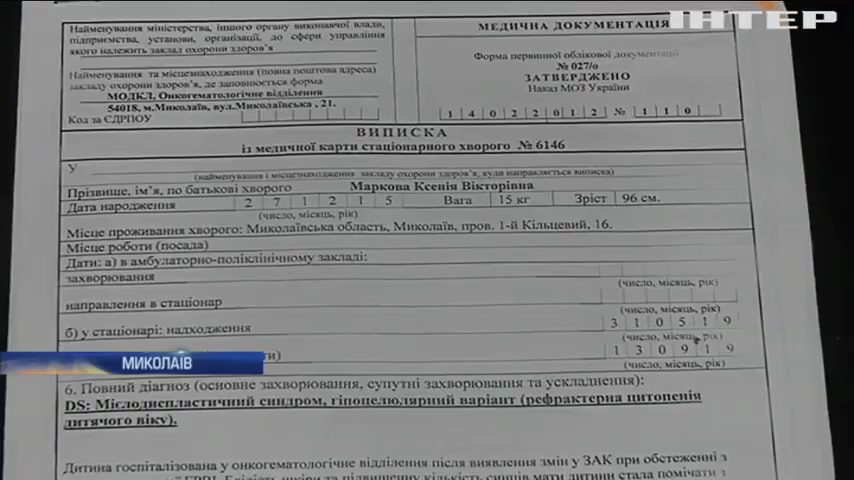 ІНТЕР
Найменування міністерства, іншого органу виконавчої влади,
підприємства, установи, організації, до сфери управління
якого належить заклад охорони здоров'я
Найменування та місцезнаходження (повна поштова адреса)
закладу охорони здоров'я, де заповнюється форма
МОДКЛ, Онкогематологічне відділення
54018, м.Миколаїв, вул.Миколаївська , 21.
Код за ЄДРПОУ
МЕДИЧНА ДОКУМЕНТАЦІЯ
Форма первинної облікової документації
№ 027/о
ЗАТВЕРДЖЕНО
Наказ МОЗ України
1 4 0 2 2 0 1 2 № 1 1 0
ВИПИСКА
із медичної карти стаціонарного хворого № 6146
У
(найменування і місцезнаходження закладу охорони здоров'я, куди направляється виписка)
Прізвище, ім'я, по батькові хворого Маркова Ксенія Вікторівна
Дата народження 2 7 1 2 1 5 Вага 15 кг Зріст 96 см.
(число, місяць, рік)
Місце проживання хворого: Миколаївська область, Миколаїв, пров. 1-й Кільцевий, 16.
Місце роботи (посада)
Дати: а) в амбулаторно-поліклінічному закладі:
захворювання
(число, місяць, рік)
направлення в стаціонар
(число, місяць, рік)
б) у стаціонарі: надходження 3 1 0 5 1 9
(число, місяць, рік)
1 3 0 9 1 9
(число, місяць, рік)
МИКОЛАЇВ
6. Повний діагноз (основне захворювання, супутні захворювання та ускладнення):
DS: Мієлодиспластичний синдром, гіпоцелюлярний варіант (рефрактерна цитопенія
дитячого віку).
Дитина госпіталізована у онкогематологічне відділення після виявлення змін у ЗАК при обстеженні з